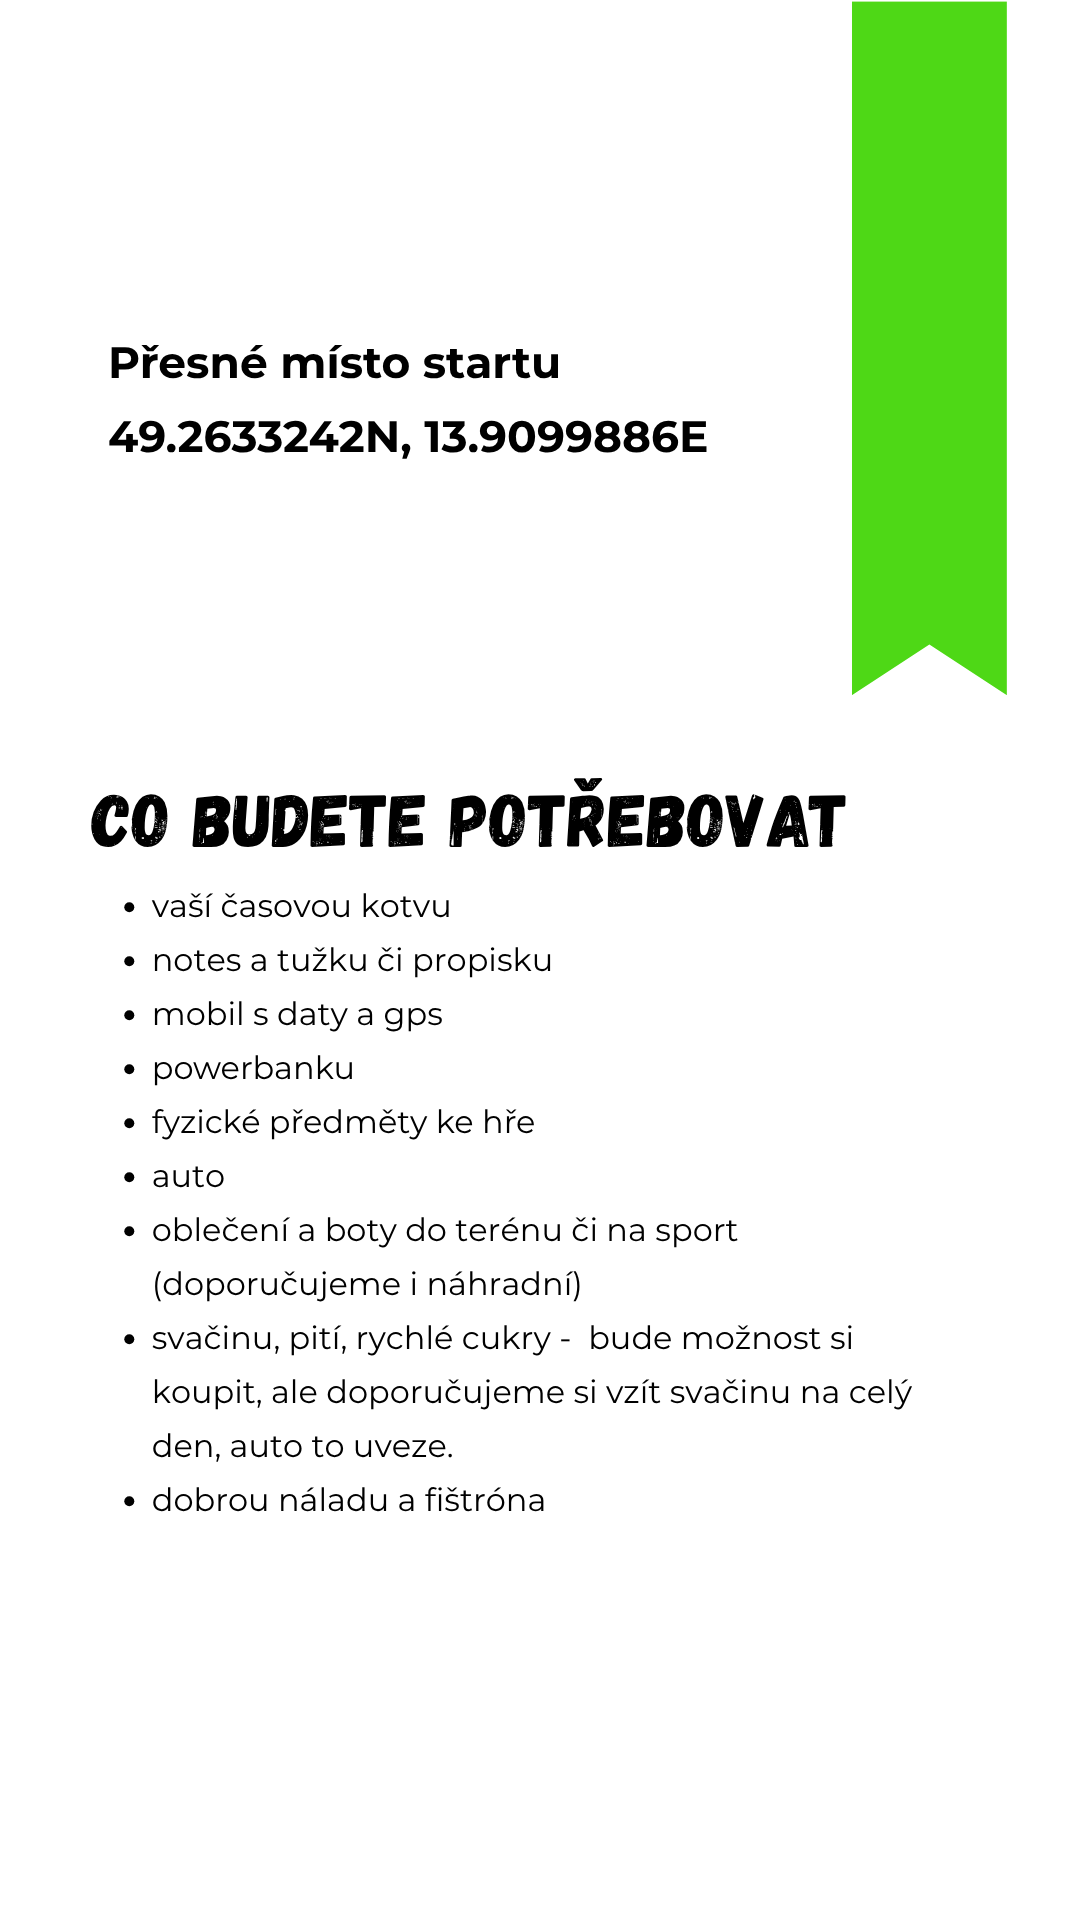 Přesné místo startu
49.2633242N, 13.9099886E
CO BUDETE POTŘEBOVAT
• vaší časovou kotvu
• notes a tužku či propisku
• mobil s daty a gps
• powerbanku
• fyzické předměty ke hře
• auto
• oblečení a boty do terénu či na sport
(doporučujeme i náhradní)
• svačinu, pití, rychlé cukry -  bude možnost si
koupit, ale doporučujeme si vzít svačinu na celý
den, auto to uveze.
• dobrou náladu a fištróna